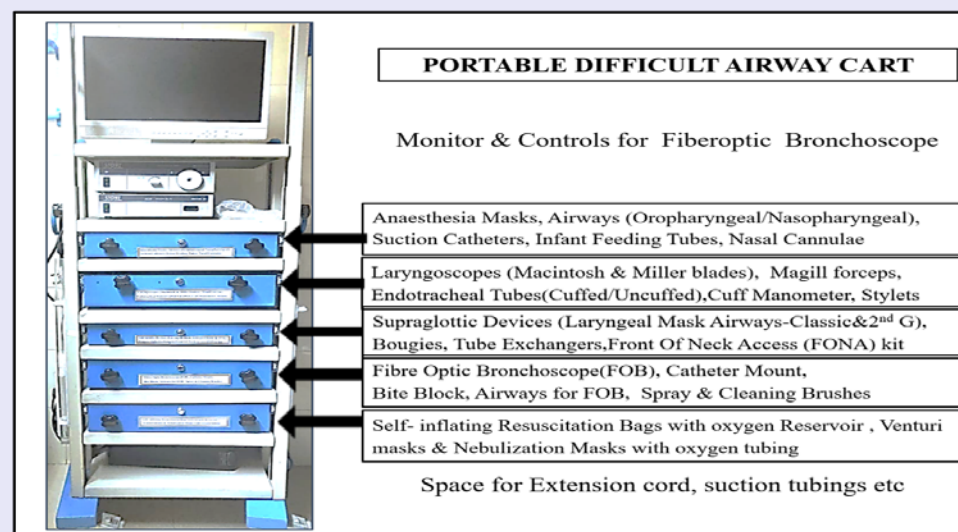 PORTABLE DIFFICULT AIRWAY CART
Monitor & Controls for Fiberoptic Bronchoscope
Anaesthesia Masks, Airways (Oropharyngeal/Nasopharyngeal),
Suction Catheters, Infant Feeding Tubes, Nasal Cannulae
Laryngoscopes (Macintosh & Miller blades), Magill forceps,
Endotracheal Tubes(Cuffed/Uncuffed),Cuff Manometer, Stylets
Supraglottic Devices (Laryngeal Mask Airways-Classic&2nd G),
Bougies, Tube Exchangers,Front Of Neck Access (FONA) kit
Fibre Optic Bronchoscope(FOB), Catheter Mount,
Bite Block, Airways for FOB, Spray & Cleaning Brushes
Self- inflating Resuscitation Bags with oxygen Reservoir , Venturi
masks & Nebulization Masks with oxygen tubing
Space for Extension cord, suction tubings etc